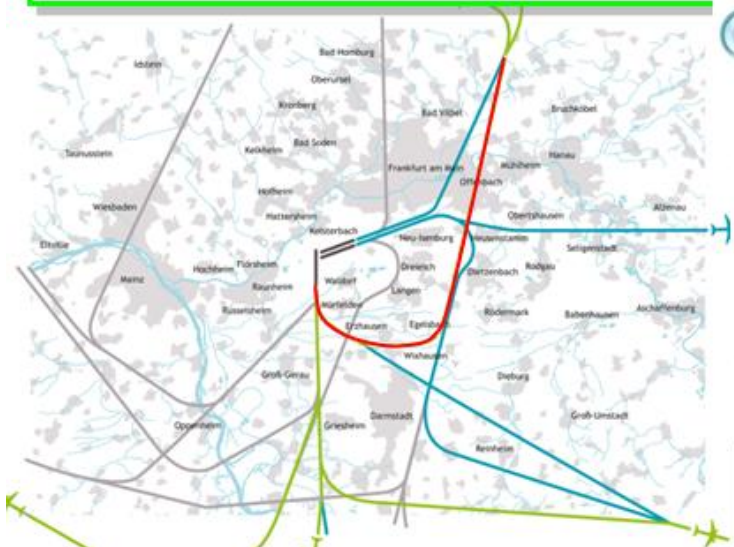 Bad Homburg
Idstein
Oberursel
Kronberg
Bad Vilbel
Bruchköbel
Bad Soden
Taunusstein
Kelkheim
Hanau
Frankfurt am Main
Mühlheim
Offenbach
Hofheim
Wiesbaden
Alzenau
Hattersheim
Obertshausen
Kelsterbach
Neu-Isenburg
Heusenstamm
Eltville
Seligenstadt
Flörsheim
Hochheim
Dreieich
Dietzenbach
Rodgau
Mainz
Walldorf
Raunheim
Langen
Mörfelden
Rüsselsheim
Rödermark
Babenhausen
Aschaffenburg
Erzhausen
Egelsbach
Wixhausen
Groß-Gerau
Dieburg
Darmstadt
Groß-Umstadt
Oppenheim
Griesheim
Reinheim